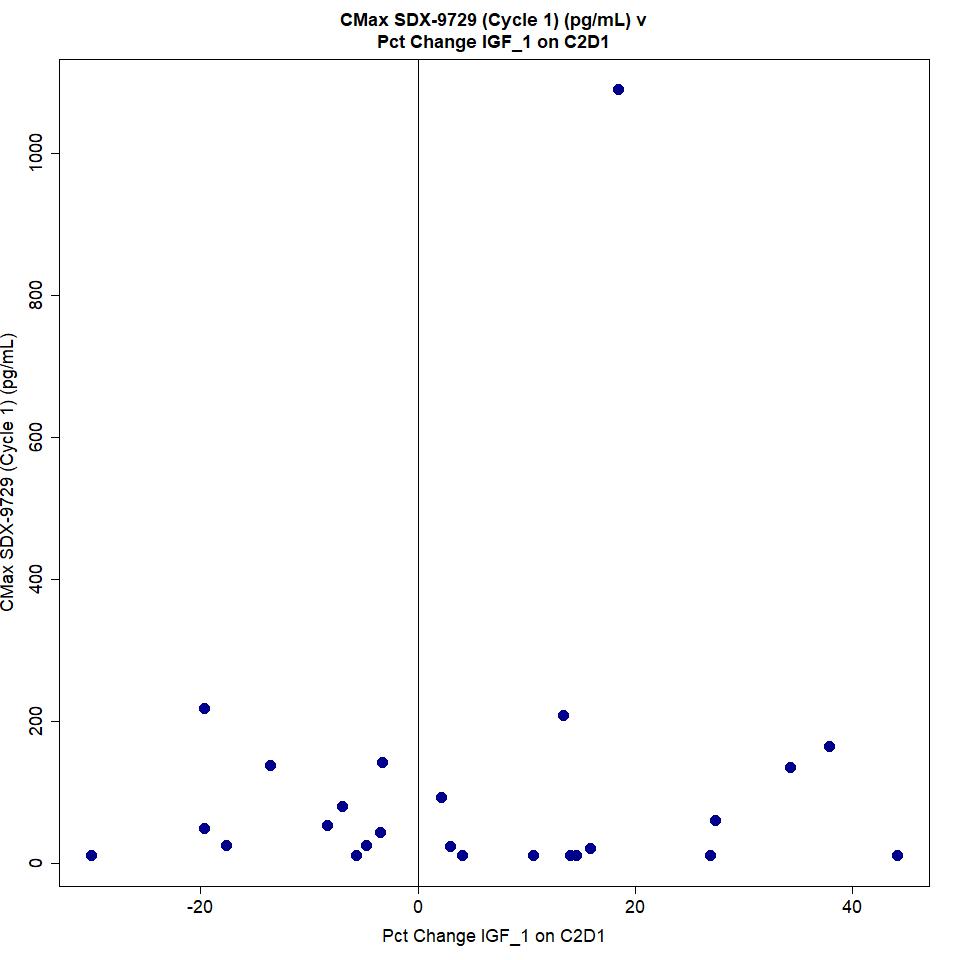 CMax SDX-9729 (Cycle 1) (pg/mL) v
Pct Change IGF_1 on C2D1
CMax SDX-9729 (Cycle 1) (pg/mL)
1000
800
600
400
200
0
-20
0
20
40
Pct Change IGF_1 on C2D1